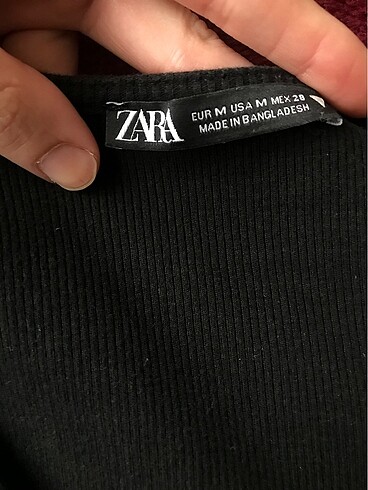 ZARA
EUR M USA M MEX 28
MADE IN BANGLADESH